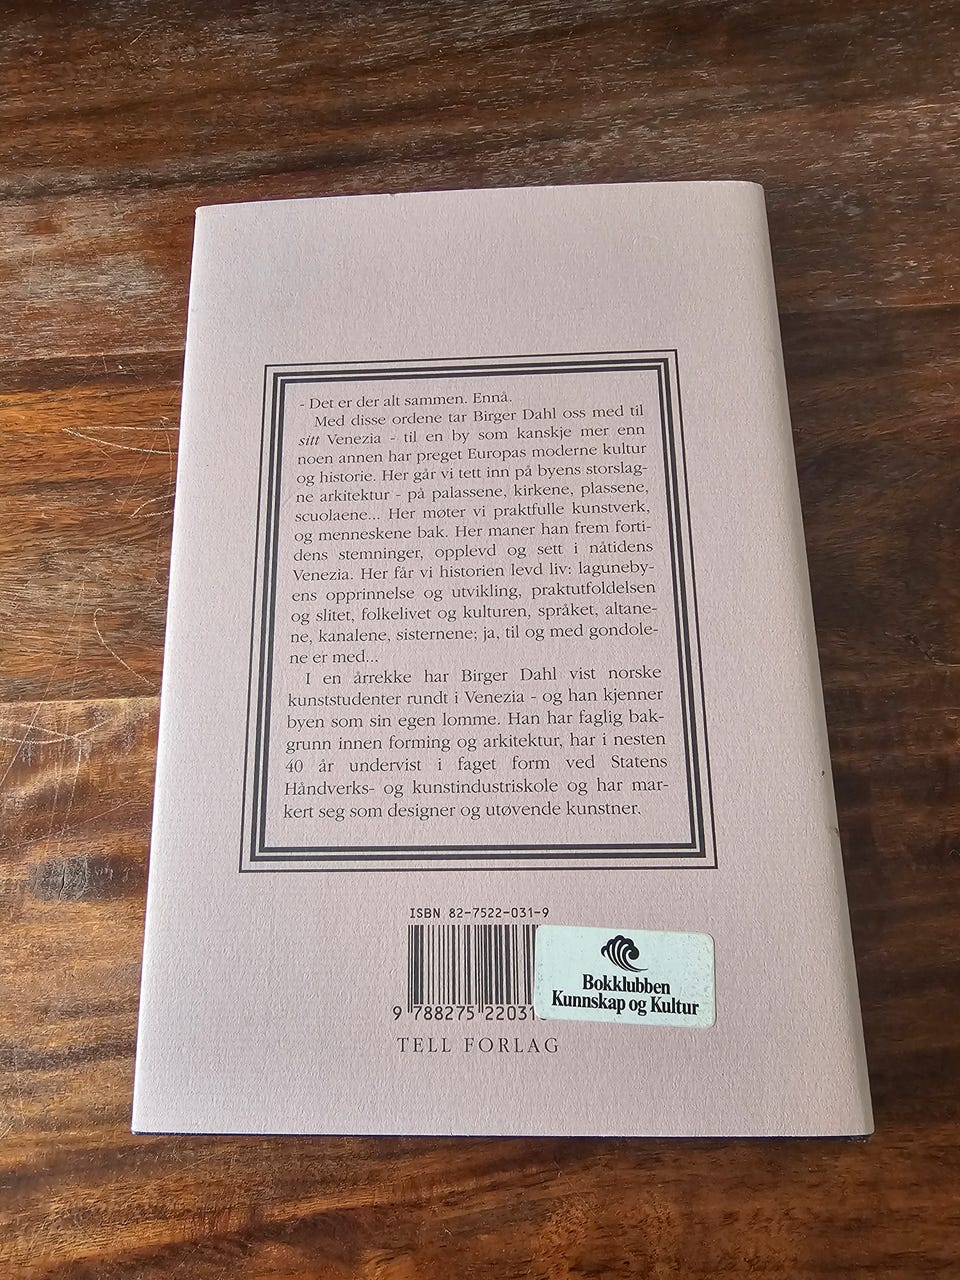 - Det er der alt sammen. Ennå.
Med disse ordene tar Birger Dahl oss med til
sitt Venezia - til en by som kanskje mer enn
noen annen har preget Europas moderne kultur
og historie. Her går vi tett inn på byens storslag-
ne arkitektur - på palassene, kirkene, plassene,
scuolaene... Her møter vi praktfulle kunstverk,
og menneskene bak. Her maner han frem forti-
dens stemninger, opplevd og sett i nåtidens
Venezia. Her får vi historien levd liv: laguneby-
ens opprinnelse og utvikling, praktutfoldelsen
og slitet, folkelivet og kulturen, språket, altane-
ne, kanalene, sisternene; ja, til og med gondole-
ne er med...
I en årrekke har Birger Dahl vist norske
kunststudenter rundt i Venezia - og han kjenner
byen som sin egen lomme. Han har faglig bak-
grunn innen forming og arkitektur, har i nesten
40 år undervist i faget form ved Statens
Håndverks- og kunstindustriskole og har mar-
kert seg som designer og utøvende kunstner.
ISBN 82-7522-031-9
9 788275 22031
Bokklubben
Kunnskap og Kultur
TELL FORLAG